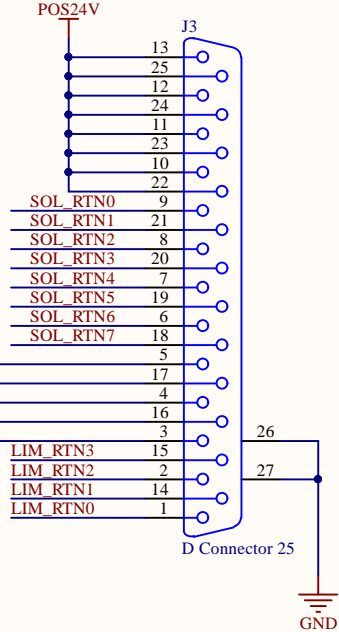 POS24V
J3
13
25
12
24
11
23
10
22
SOL_RTN0 9
SOL_RTN1 21
SOL_RTN2 8
SOL_RTN3 20
SOL_RTN4 7
SOL_RTN5 19
SOL_RTN6 6
SOL_RTN7 18
5
17
4
16
3 26
LIM_RTN3 15
LIM_RTN2 2 27
LIM_RTN1 14
LIM_RTN0 1
D Connector 25
GND